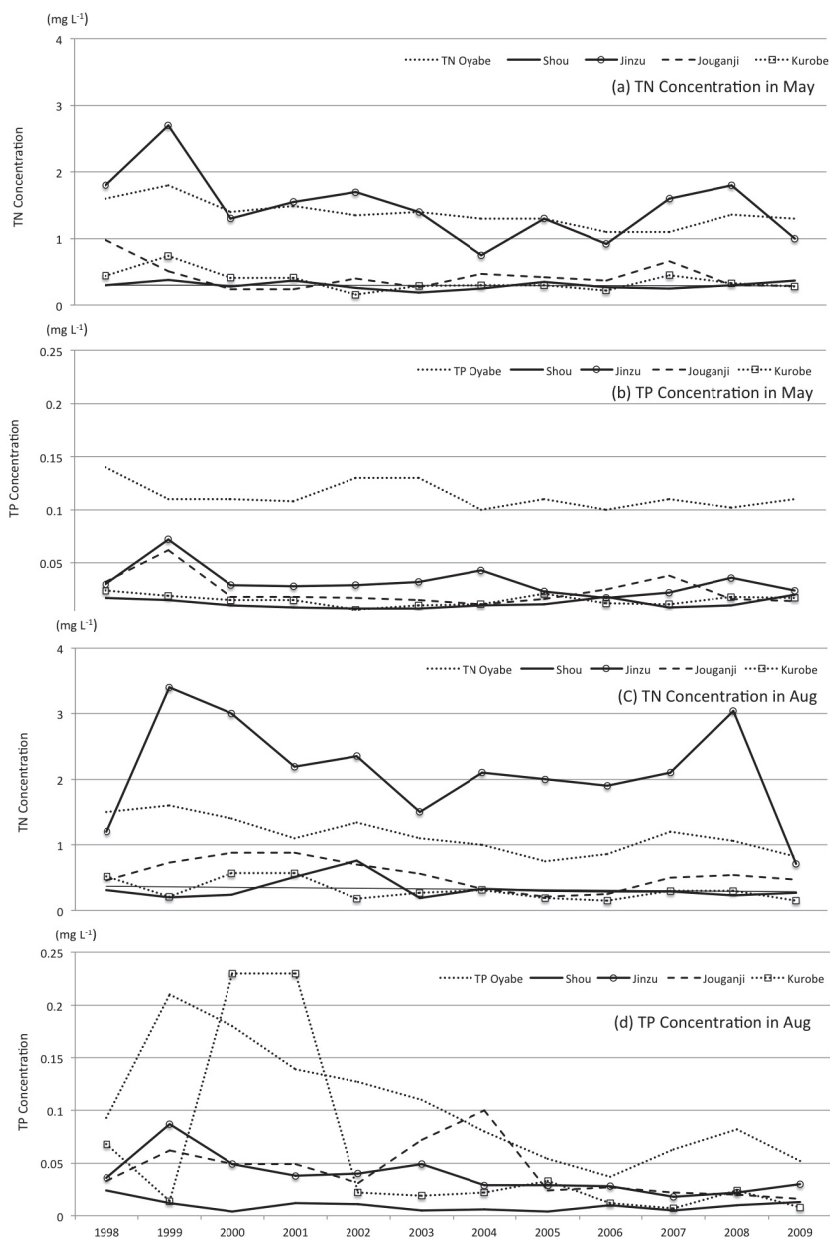 (mg L-1)
4
TN Oyabe Shou Jinzu Jouganji Kurobe
(a) TN Concentration in May
3
TN Concentration
2
1
0
(mg L-1)
0.25
TP Oyabe Shou Jinzu Jouganji Kurobe
(b) TP Concentration in May
0.2
0.15
TP Concentration
0.1
0.05
(mg L-1)
4
TN Oyabe Shou Jinzu Jouganji Kurobe
(C) TN Concentration in Aug
3
TN Concentration
2
1
0
(mg L-1)
0.25
TP Oyabe Shou Jinzu Jouganji Kurobe
(d) TP Concentration in Aug
0.2
0.15
TP Concentration
0.1
0.05
0
1998 1999 2000 2001 2002 2003 2004 2005 2006 2007 2008 2009